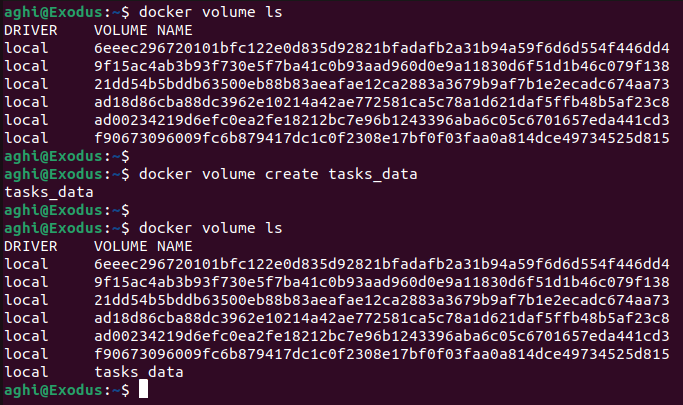 aghi@Exodus:~$ docker volume ls
DRIVER    VOLUME NAME
local     6eeec296720101bfc122e0d835d92821bfadafb2a31b94a59f6d6d554f446dd4
local     9f15ac4ab3b93f730e5f7ba41c0b93aad960d0e9a11830d6f51d1b46c079f138
local     21dd54b5bddb63500eb88b83aeafae12ca2883a3679b9af7b1e2ecadc674aa73
local     ad18d86cba88dc3962e10214a42ae772581ca5c78a1d621daf5ffb48b5af23c8
local     ad00234219d6efc0ea2fe18212bc7e96b1243396aba6c05c6701657eda441cd3
local     f90673096009fc6b879417dc1c0f2308e17bf0f03faa0a814dce49734525d815
aghi@Exodus:~$
aghi@Exodus:~$ docker volume create tasks_data
tasks_data
aghi@Exodus:~$
aghi@Exodus:~$ docker volume ls
DRIVER    VOLUME NAME
local     6eeec296720101bfc122e0d835d92821bfadafb2a31b94a59f6d6d554f446dd4
local     9f15ac4ab3b93f730e5f7ba41c0b93aad960d0e9a11830d6f51d1b46c079f138
local     21dd54b5bddb63500eb88b83aeafae12ca2883a3679b9af7b1e2ecadc674aa73
local     ad18d86cba88dc3962e10214a42ae772581ca5c78a1d621daf5ffb48b5af23c8
local     ad00234219d6efc0ea2fe18212bc7e96b1243396aba6c05c6701657eda441cd3
local     f90673096009fc6b879417dc1c0f2308e17bf0f03faa0a814dce49734525d815
local     tasks_data
aghi@Exodus:~$